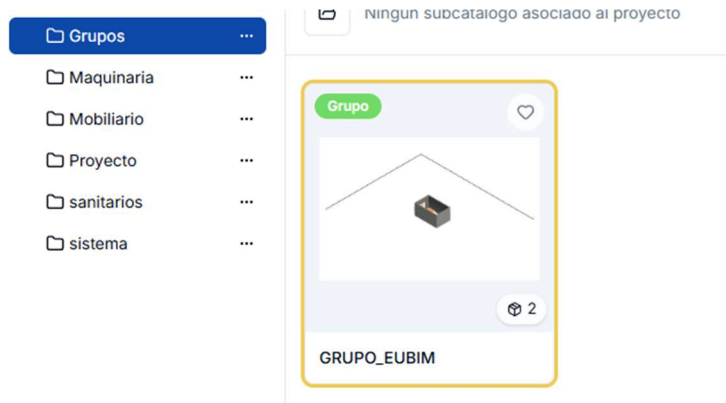 Grupos
Maquinaria
Mobiliario
Proyecto
sanitarios
sistema
Ningún subcatálogo asociado al proyecto
Grupo
2
GRUPO_EUBIM